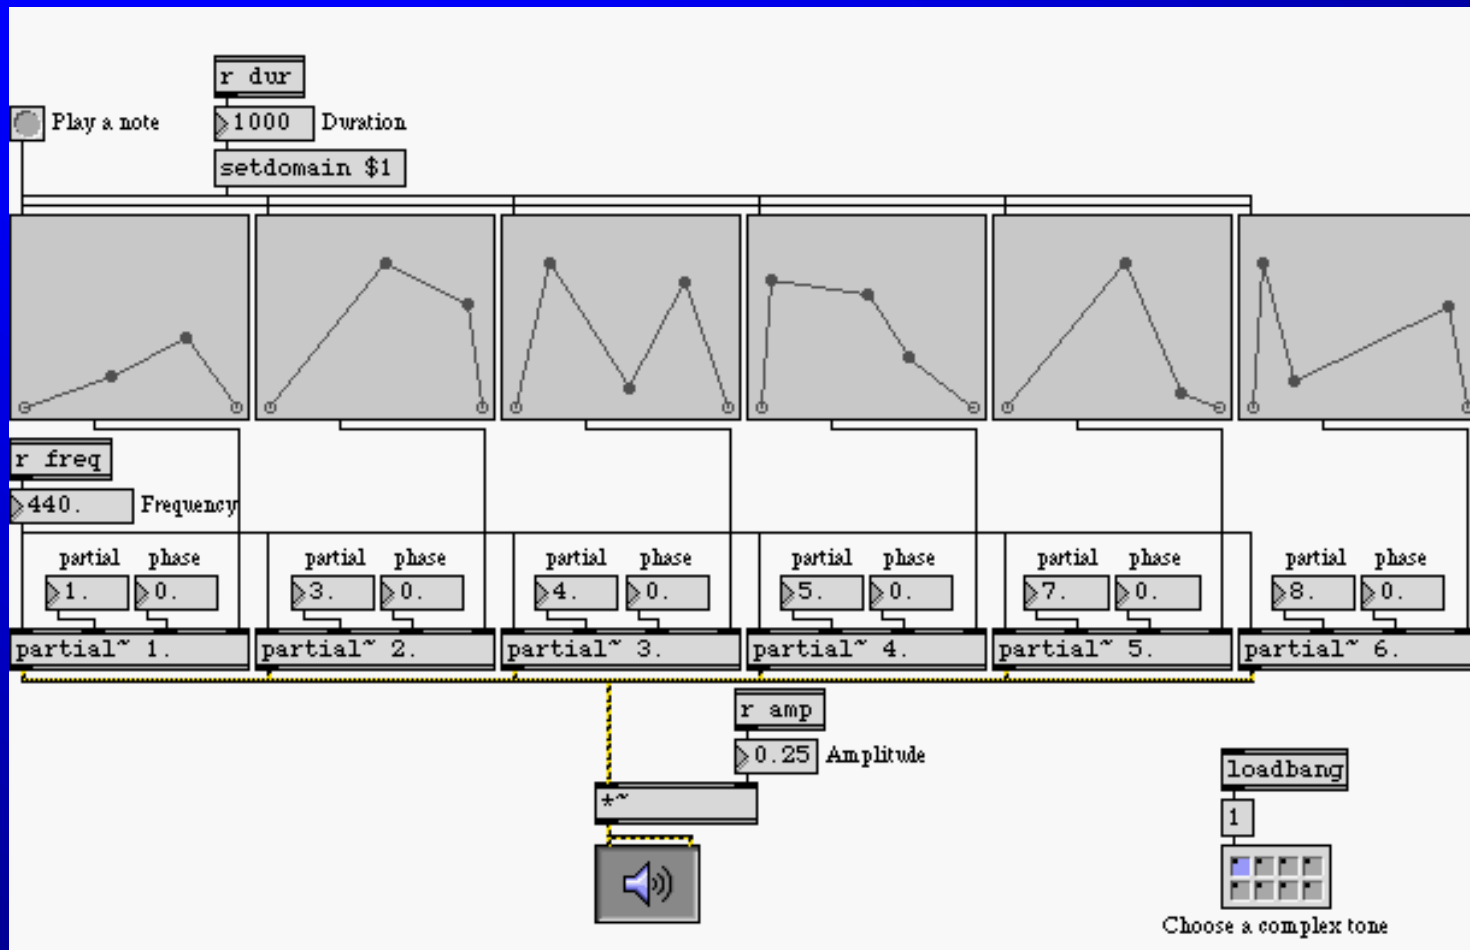 r dur
Play a note
1000 Duration
setdomain $1
r freq
440. Frequency
partial phase partial phase partial phase partial phase partial phase partial phase
1. 0. 3. 0. 4. 0. 5. 0. 7. 0. 8. 0.
partial~ 1. partial~ 2. partial~ 3. partial~ 4. partial~ 5. partial~ 6.
r amp
0.25 Amplitude
loadbang
*~
1
Choose a complex tone